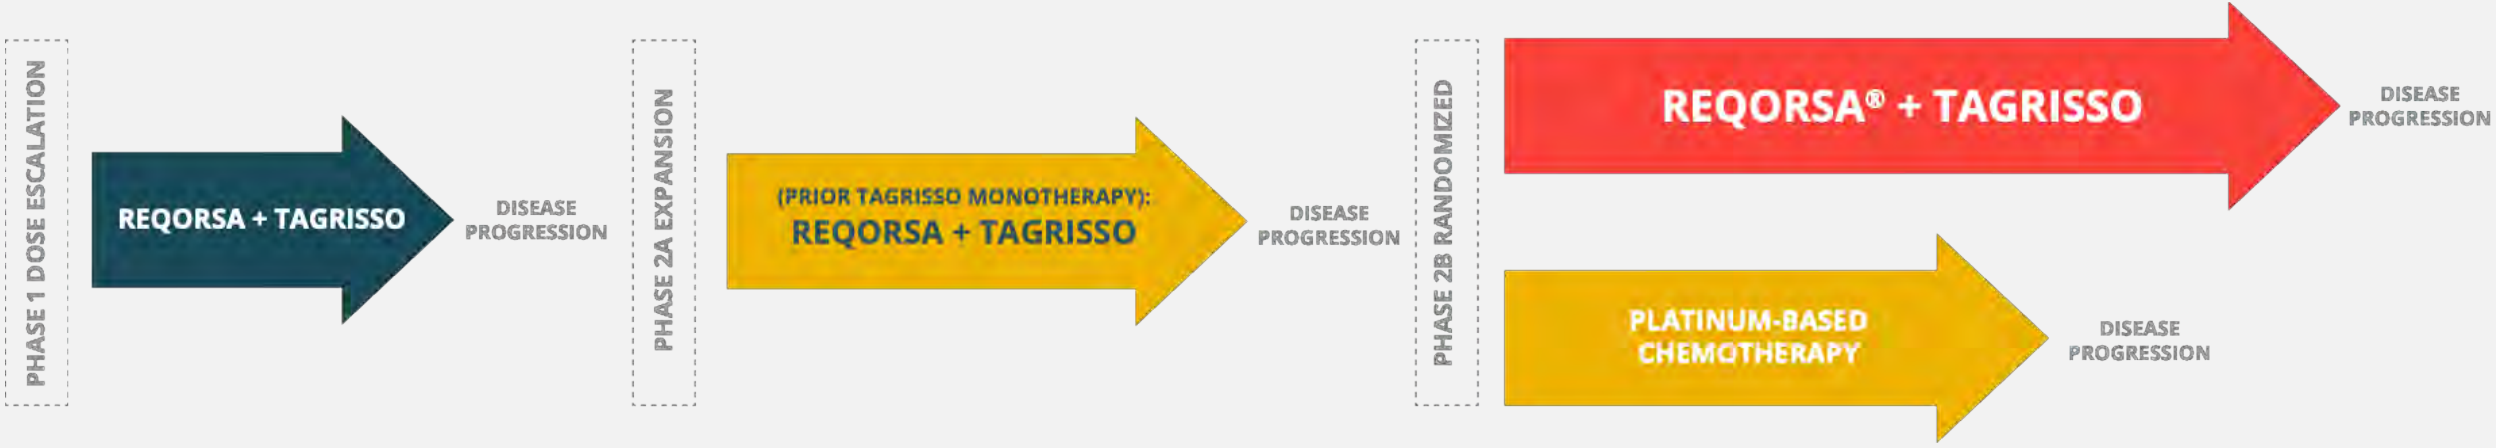 PHASE 1 DOSE ESCALATION
REQORSA + TAGRISSO
DISEASE
PROGRESSION
PHASE 2A EXPANSION
(PRIOR TAGRISSO MONOTHERAPY):
REQORSA + TAGRISSO
DISEASE
PROGRESSION
PHASE 2B RANDOMIZED
REQORSA® + TAGRISSO
DISEASE
PROGRESSION
PLATINUM-BASED
CHEMOTHERAPY
DISEASE
PROGRESSION